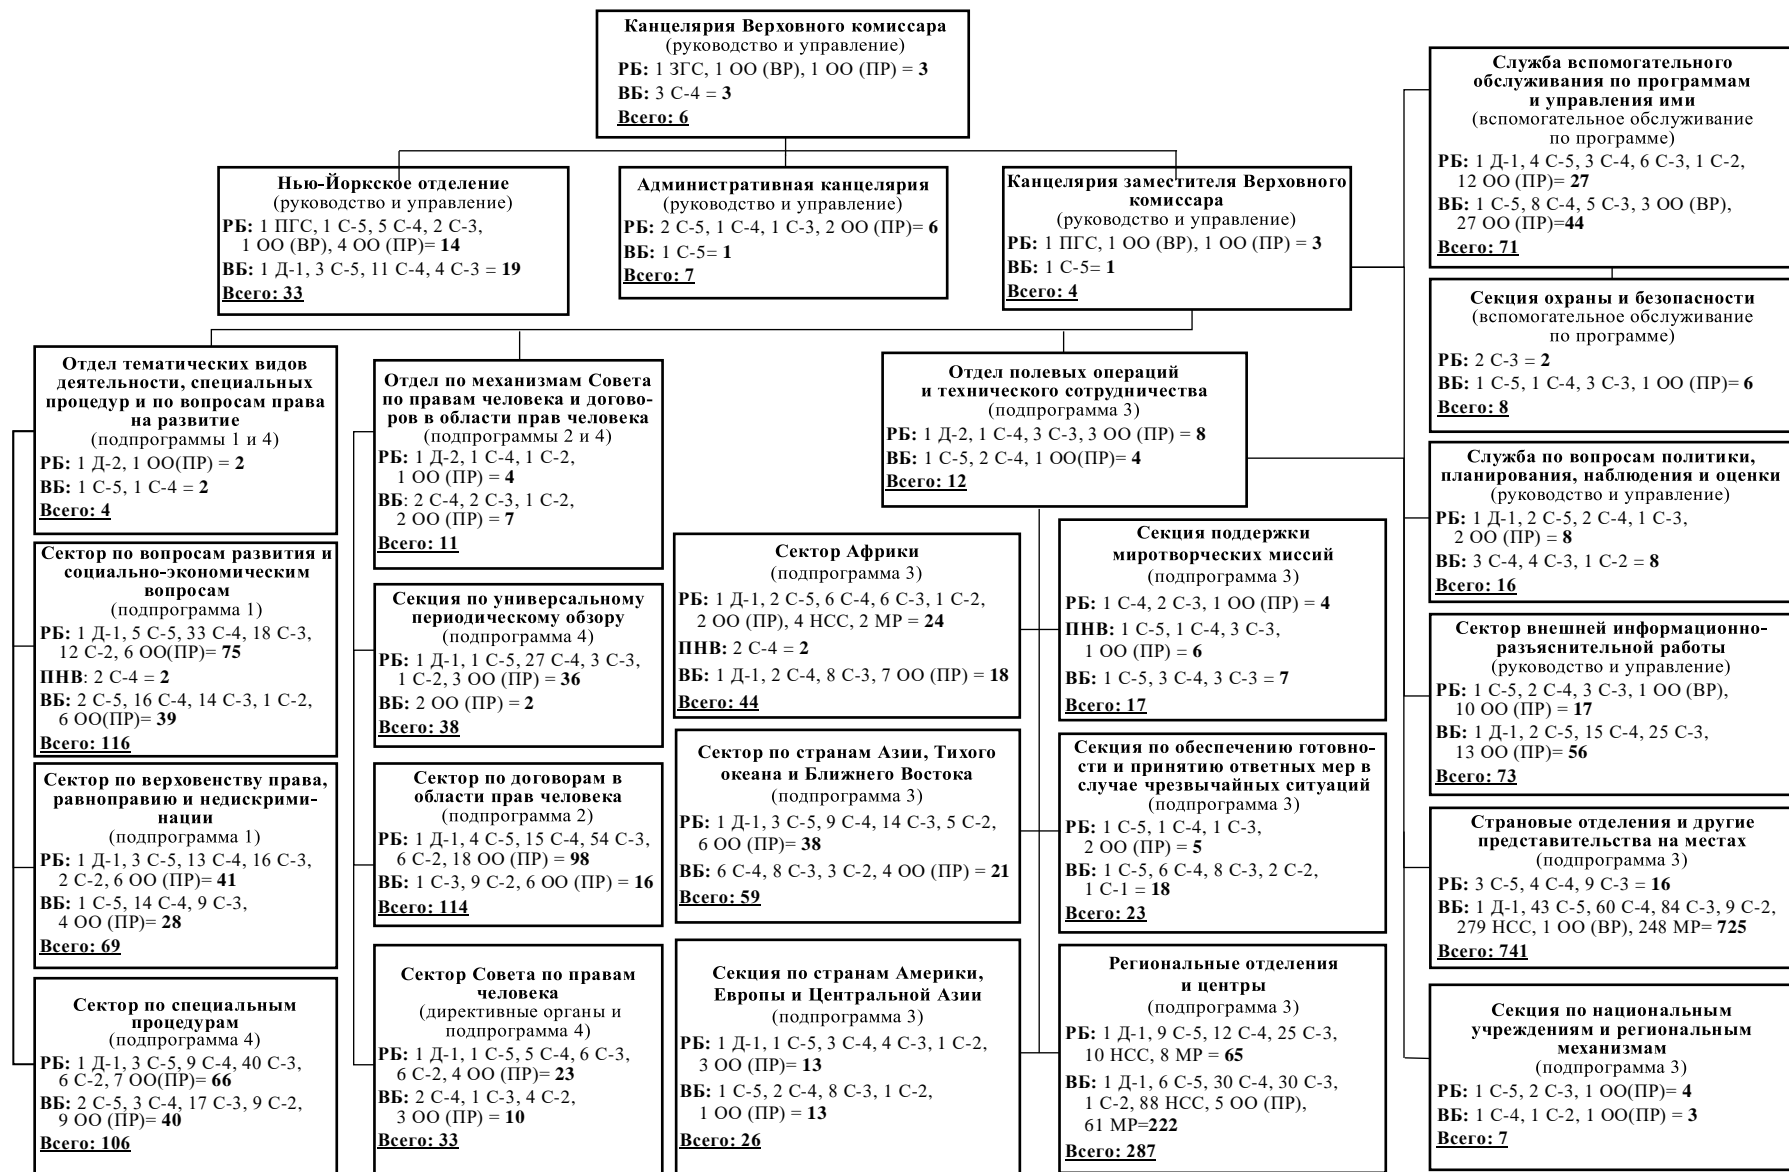 Канцелярия Верховного комиссара
(руководство и управление)
РБ: 1 ЗГС, 1 ОО (ВР), 1 ОО (ПР) = 3
ВБ: 3 С-4 = 3
Всего: 6
Нью-Йоркское отделение
(руководство и управление)
РБ: 1 ПГС, 1 С-5, 5 С-4, 2 С-3,
1 ОО (ВР), 4 ОО (ПР)= 14
ВБ: 1 Д-1, 3 С-5, 11 С-4, 4 С-3 = 19
Всего: 33
Административная канцелярия
(руководство и управление)
РБ: 2 С-5, 1 С-4, 1 С-3, 2 ОО (ПР)= 6
ВБ: 1 С-5= 1
Всего: 7
Канцелярия заместителя Верховного
комиссара
(руководство и управление)
РБ: 1 ПГС, 1 ОО (ВР), 1 ОО (ПР) = 3
ВБ: 1 С-5= 1
Всего: 4
Служба вспомогательного
обслуживания по программам
и управления ими
(вспомогательное обслуживание
по программе)
РБ: 1 Д-1, 4 С-5, 3 С-4, 6 С-3, 1 С-2,
12 ОО (ПР)= 27
ВБ: 1 С-5, 8 С-4, 5 С-3, 3 ОО (ВР),
27 ОО (ПР)=44
Всего: 71
Секция охраны и безопасности
(вспомогательное обслуживание
по программе)
РБ: 2 С-3 = 2
ВБ: 1 С-5, 1 С-4, 3 С-3, 1 ОО (ПР)= 6
Всего: 8
Отдел тематических видов
деятельности, специальных
процедур и по вопросам права
на развитие
(подпрограммы 1 и 4)
РБ: 1 Д-2, 1 ОО(ПР) = 2
ВБ: 1 С-5, 1 С-4 = 2
Всего: 4
Отдел по механизмам Совета
по правам человека и догово-
ров в области прав человека
(подпрограммы 2 и 4)
РБ: 1 Д-2, 1 С-4, 1 С-2,
1 ОО (ПР) = 4
ВБ: 2 С-4, 2 С-3, 1 С-2,
2 ОО (ПР) = 7
Всего: 11
Отдел полевых операций
и технического сотрудничества
(подпрограмма 3)
РБ: 1 Д-2, 1 С-4, 3 С-3, 3 ОО (ПР) = 8
ВБ: 1 С-5, 2 С-4, 1 ОО(ПР)= 4
Всего: 12
Служба по вопросам политики,
планирования, наблюдения и оценки
(руководство и управление)
РБ: 1 Д-1, 2 С-5, 2 С-4, 1 С-3,
2 ОО (ПР) = 8
ВБ: 3 С-4, 4 С-3, 1 С-2 = 8
Всего: 16
Сектор по вопросам развития и
социально-экономическим
вопросам
(подпрограмма 1)
РБ: 1 Д-1, 5 С-5, 33 С-4, 18 С-3,
12 С-2, 6 ОО(ПР)= 75
ПНВ: 2 С-4 = 2
ВБ: 2 С-5, 16 С-4, 14 С-3, 1 С-2,
6 ОО(ПР)= 39
Всего: 116
Секция по универсальному
периодическому обзору
(подпрограмма 4)
РБ: 1 Д-1, 1 С-5, 27 С-4, 3 С-3,
1 С-2, 3 ОО (ПР) = 36
ВБ: 2 ОО (ПР) = 2
Всего: 38
Сектор Африки
(подпрограмма 3)
РБ: 1 Д-1, 2 С-5, 6 С-4, 6 С-3, 1 С-2,
2 ОО (ПР), 4 НСС, 2 МР = 24
ПНВ: 2 С-4 = 2
ВБ: 1 Д-1, 2 С-4, 8 С-3, 7 ОО (ПР) = 18
Всего: 44
Секция поддержки
миротворческих миссий
(подпрограмма 3)
РБ: 1 С-4, 2 С-3, 1 ОО (ПР) = 4
ПНВ: 1 С-5, 1 С-4, 3 С-3,
1 ОО (ПР) = 6
ВБ: 1 С-5, 3 С-4, 3 С-3 = 7
Всего: 17
Сектор внешней информационно-
разъяснительной работы
(руководство и управление)
РБ: 1 С-5, 2 С-4, 3 С-3, 1 ОО (ВР),
10 ОО (ПР) = 17
ВБ: 1 Д-1, 2 С-5, 15 С-4, 25 С-3,
13 ОО (ПР)= 56
Всего: 73
Сектор по верховенству права,
равноправию и недискрими-
нации
(подпрограмма 1)
РБ: 1 Д-1, 3 С-5, 13 С-4, 16 С-3,
2 С-2, 6 ОО (ПР)= 41
ВБ: 1 С-5, 14 С-4, 9 С-3,
4 ОО (ПР)= 28
Всего: 69
Сектор по договорам в
области прав человека
(подпрограмма 2)
РБ: 1 Д-1, 4 С-5, 15 С-4, 54 С-3,
6 С-2, 18 ОО (ПР) = 98
ВБ: 1 С-3, 9 С-2, 6 ОО (ПР) = 16
Всего: 114
Сектор по странам Азии, Тихого
океана и Ближнего Востока
(подпрограмма 3)
РБ: 1 Д-1, 3 С-5, 9 С-4, 14 С-3, 5 С-2,
6 ОО (ПР) = 38
ВБ: 6 С-4, 8 С-3, 3 С-2, 4 ОО (ПР) = 21
Всего: 59
Секция по обеспечению готовно-
сти и принятию ответных мер в
случае чрезвычайных ситуаций
(подпрограмма 3)
РБ: 1 С-5, 1 С-4, 1 С-3,
2 ОО (ПР) = 5
ВБ: 1 С-5, 6 С-4, 8 С-3, 2 С-2,
1 С-1 = 18
Всего: 23
Страновые отделения и другие
представительства на местах
(подпрограмма 3)
РБ: 3 С-5, 4 С-4, 9 С-3 = 16
ВБ: 1 Д-1, 43 С-5, 60 С-4, 84 С-3, 9 С-2,
279 НСС, 1 ОО (ВР), 248 МР= 725
Всего: 741
Сектор по специальным
процедурам
(подпрограмма 4)
РБ: 1 Д-1, 3 С-5, 9 С-4, 40 С-3,
6 С-2, 7 ОО(ПР)= 66
ВБ: 2 С-5, 3 С-4, 17 С-3, 9 С-2,
9 ОО (ПР)= 40
Всего: 106
Сектор Совета по правам
человека
(директивные органы и
подпрограмма 4)
РБ: 1 Д-1, 1 С-5, 5 С-4, 6 С-3,
6 С-2, 4 ОО (ПР)= 23
ВБ: 2 С-4, 1 С-3, 4 С-2,
3 ОО (ПР) = 10
Всего: 33
Секция по странам Америки,
Европы и Центральной Азии
(подпрограмма 3)
РБ: 1 Д-1, 1 С-5, 3 С-4, 4 С-3, 1 С-2,
3 ОО (ПР)= 13
ВБ: 1 С-5, 2 С-4, 8 С-3, 1 С-2,
1 ОО (ПР) = 13
Всего: 26
Региональные отделения
и центры
(подпрограмма 3)
РБ: 1 Д-1, 9 С-5, 12 С-4, 25 С-3,
10 НСС, 8 МР = 65
ВБ: 1 Д-1, 6 С-5, 30 С-4, 30 С-3,
1 С-2, 88 НСС, 5 ОО (ПР),
61 МР=222
Всего: 287
Секция по национальным
учреждениям и региональным
механизмам
(подпрограмма 3)
РБ: 1 С-5, 2 С-3, 1 ОО(ПР)= 4
ВБ: 1 С-4, 1 С-2, 1 ОО(ПР) = 3
Всего: 7